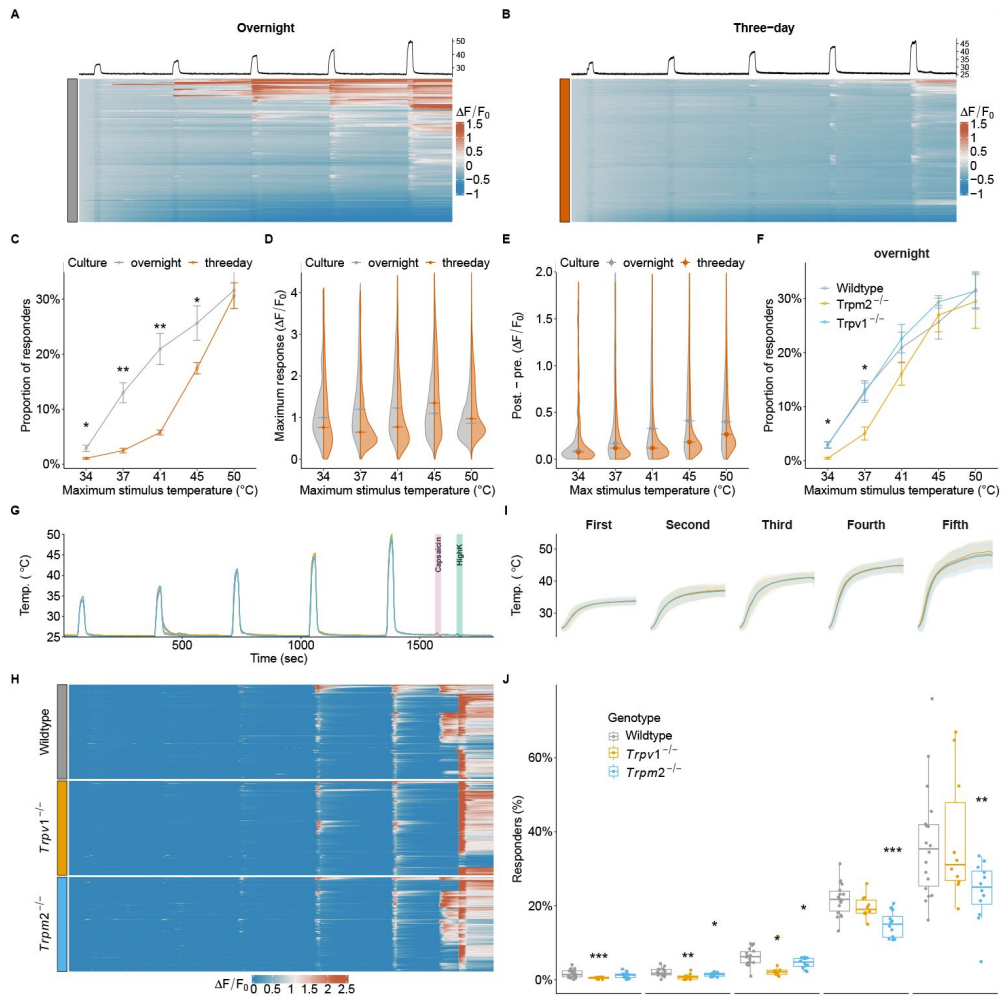 A
Overnight
50
40
30
ΔF/F0
1.5
1
0.5
0
−0.5
−1
B
Three−day
45
40
35
30
25
ΔF/F0
1.5
1
0.5
0
−0.5
−1
C
Culture overnight threeday
Proportion of responders
30%
20%
10%
0%
* ** ** *
34 37 41 45 50
Maximum stimulus temperature (°C)
D
Culture overnight threeday
Maximum response (ΔF/F0)
4
3
2
1
0
34 37 41 45 50
Maximum stimulus temperature (°C)
E
Culture overnight threeday
Post. − pre. (ΔF/F0)
2.0
1.5
1.0
0.5
0.0
34 37 41 45 50
Max stimulus temperature (°C)
F
overnight
Wildtype
Trpm2−/−
Trpv1−/−
Proportion of responders
30%
20%
10%
0%
* *
34 37 41 45 50
Maximum stimulus temperature (°C)
G
Temp. (°C)
50
45
40
35
30
25
Capsaicin
HighK
500 1000 1500
Time (sec)
I
First Second Third Fourth Fifth
Temp. (°C)
50
40
30
H
Wildtype
Trpv1−/−
Trpm2−/−
ΔF/F0
0 0.5 1 1.5 2 2.5
J
Genotype
Wildtype
Trpv1−/−
Trpm2−/−
Responders (%)
60%
40%
20%
0%
*** ** * * * *** **